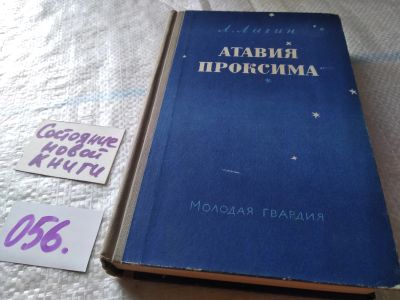 Л. Лагин
АТАВИЯ
ПРОКСИМА
МОЛОДАЯ ГВАРДИЯ
Состояние
новой
книги
056.